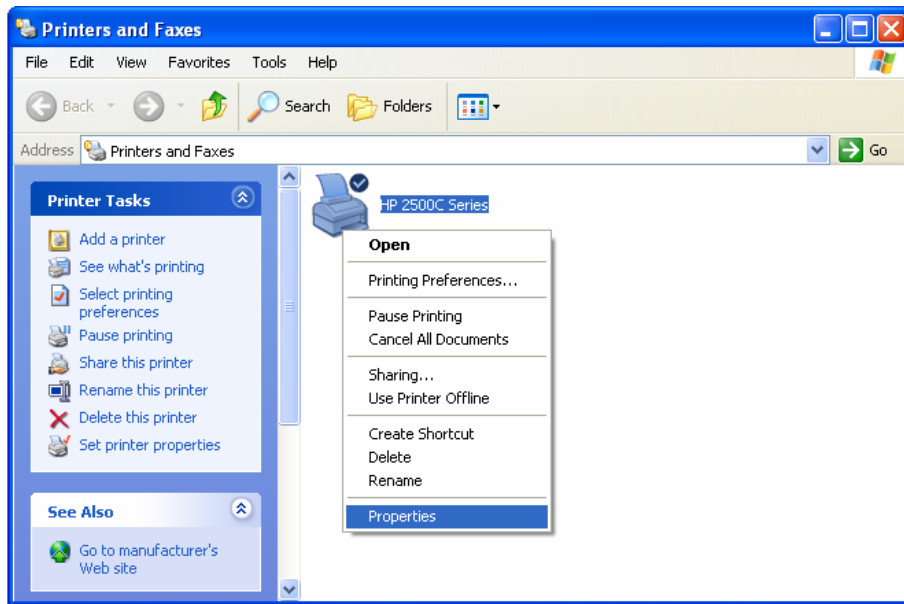 Printers and Faxes
File Edit View Favorites Tools Help
Back Search Folders
Address Printers and Faxes Go
Printer Tasks
Add a printer
See what's printing
Select printing
preferences
Pause printing
Share this printer
Rename this printer
Delete this printer
Set printer properties
See Also
Go to manufacturer's
Web site
HP 2500C Series
Open
Printing Preferences...
Pause Printing
Cancel All Documents
Sharing...
Use Printer Offline
Create Shortcut
Delete
Rename
Properties